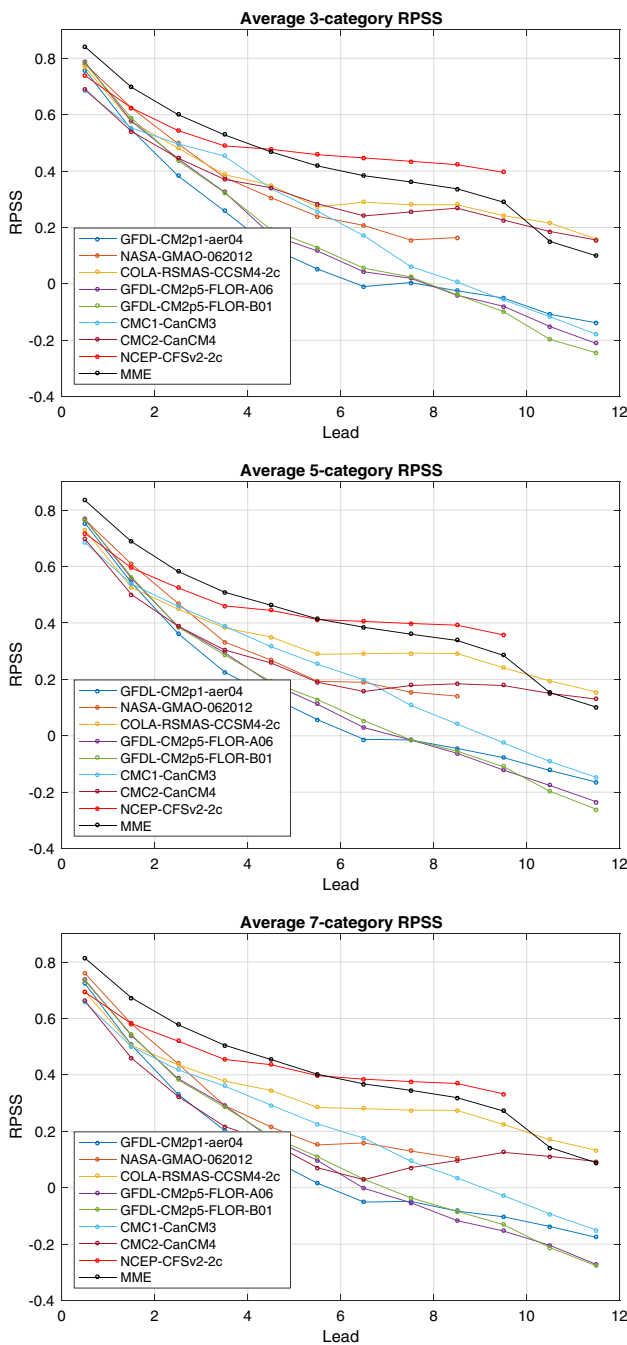 Average 3-category RPSS
0.8
0.6
0.4
0.2
0
-0.2
-0.4
RPSS
GFDL-CM2p1-aer04
NASA-GMAO-062012
COLA-RSMAS-CCSM4-2c
GFDL-CM2p5-FLOR-A06
GFDL-CM2p5-FLOR-B01
CMC1-CanCM3
CMC2-CanCM4
NCEP-CFSv2-2c
MME
0 2 4 6 8 10 12
Lead
Average 5-category RPSS
0.8
0.6
0.4
0.2
0
-0.2
-0.4
RPSS
GFDL-CM2p1-aer04
NASA-GMAO-062012
COLA-RSMAS-CCSM4-2c
GFDL-CM2p5-FLOR-A06
GFDL-CM2p5-FLOR-B01
CMC1-CanCM3
CMC2-CanCM4
NCEP-CFSv2-2c
MME
0 2 4 6 8 10 12
Lead
Average 7-category RPSS
0.8
0.6
0.4
0.2
0
-0.2
-0.4
RPSS
GFDL-CM2p1-aer04
NASA-GMAO-062012
COLA-RSMAS-CCSM4-2c
GFDL-CM2p5-FLOR-A06
GFDL-CM2p5-FLOR-B01
CMC1-CanCM3
CMC2-CanCM4
NCEP-CFSv2-2c
MME
0 2 4 6 8 10 12
Lead